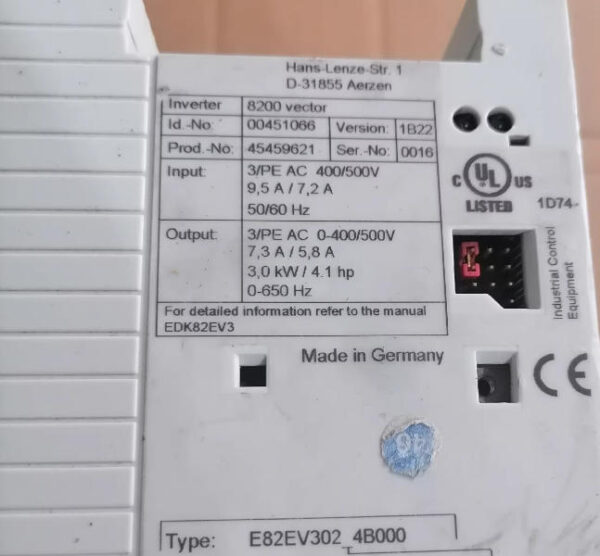 Hans-Lenze-Str. 1
D-31855 Aerzen
Inverter 8200 vector
Id.-No: 00451066 Version: 1B22
Prod.-No: 45459621 Ser.-No: 0016
Input: 3/PE AC 400/500V
9,5 A / 7,2 A
50/60 Hz
Output: 3/PE AC 0-400/500V
7,3 A / 5,8 A
3,0 kW / 4.1 hp
0-650 Hz
For detailed information refer to the manual
EDK82EV3
C UL US
LISTED 1D74-
Industrial Control
Equipment
Made in Germany
CE
46
Type: E82EV302_4B000